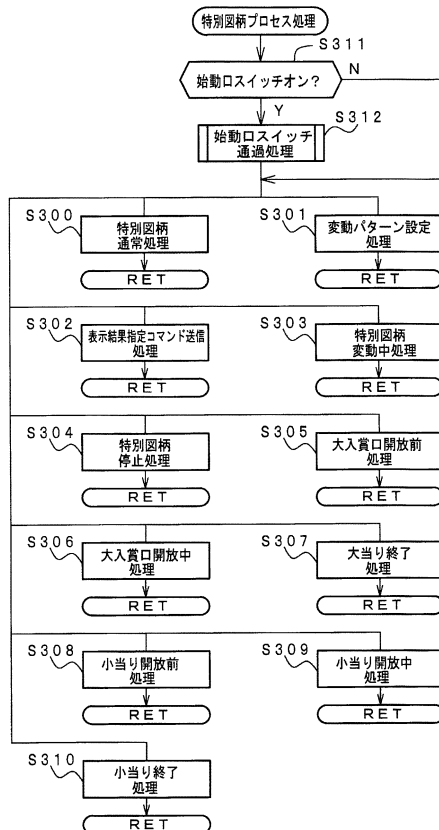 特別図柄プロセス処理
S311
始動口スイッチオン?
N
Y
S312
始動口スイッチ
通過処理
S300
特別図柄
通常処理
RET
S301
変動パターン設定
処理
RET
S302
表示結果指定コマンド送信
処理
RET
S303
特別図柄
変動中処理
RET
S304
特別図柄
停止処理
RET
S305
大入賞口開放前
処理
RET
S306
大入賞口開放中
処理
RET
S307
大当り終了
処理
RET
S308
小当り開放前
処理
RET
S309
小当り開放中
処理
RET
S310
小当り終了
処理
RET